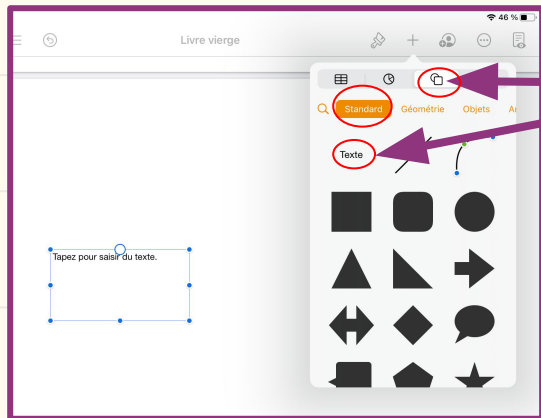 46 %
Livre vierge
Standard Géométrie Objets
Texte
Tapez pour saisir du texte.